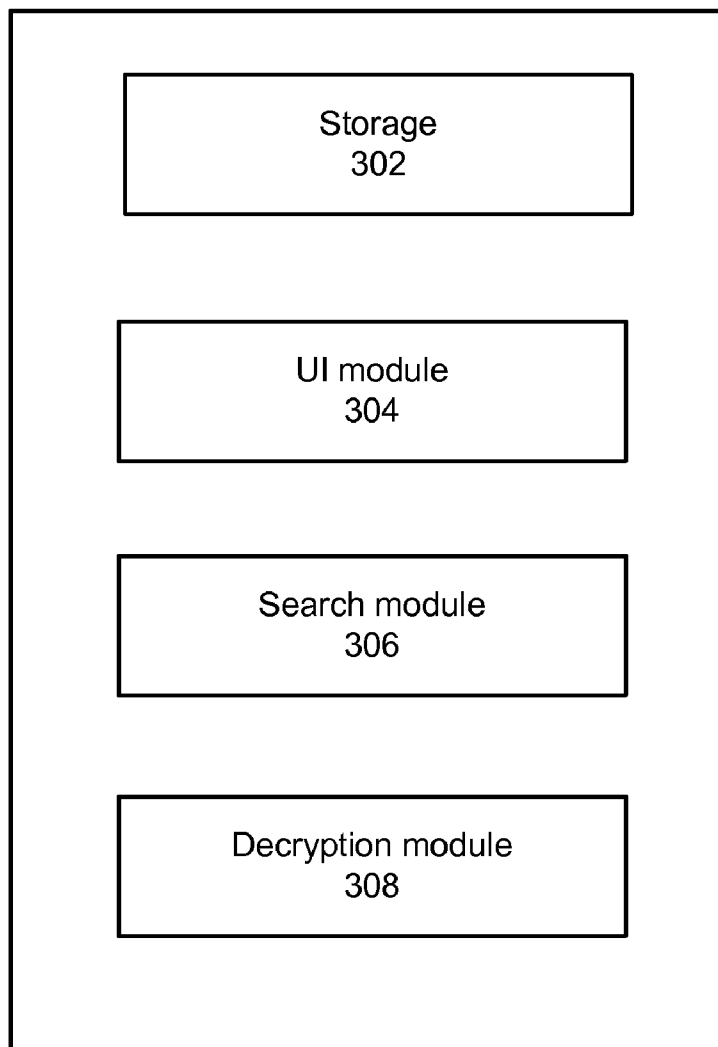 Storage
302
UI module
304
Search module
306
Decryption module
308